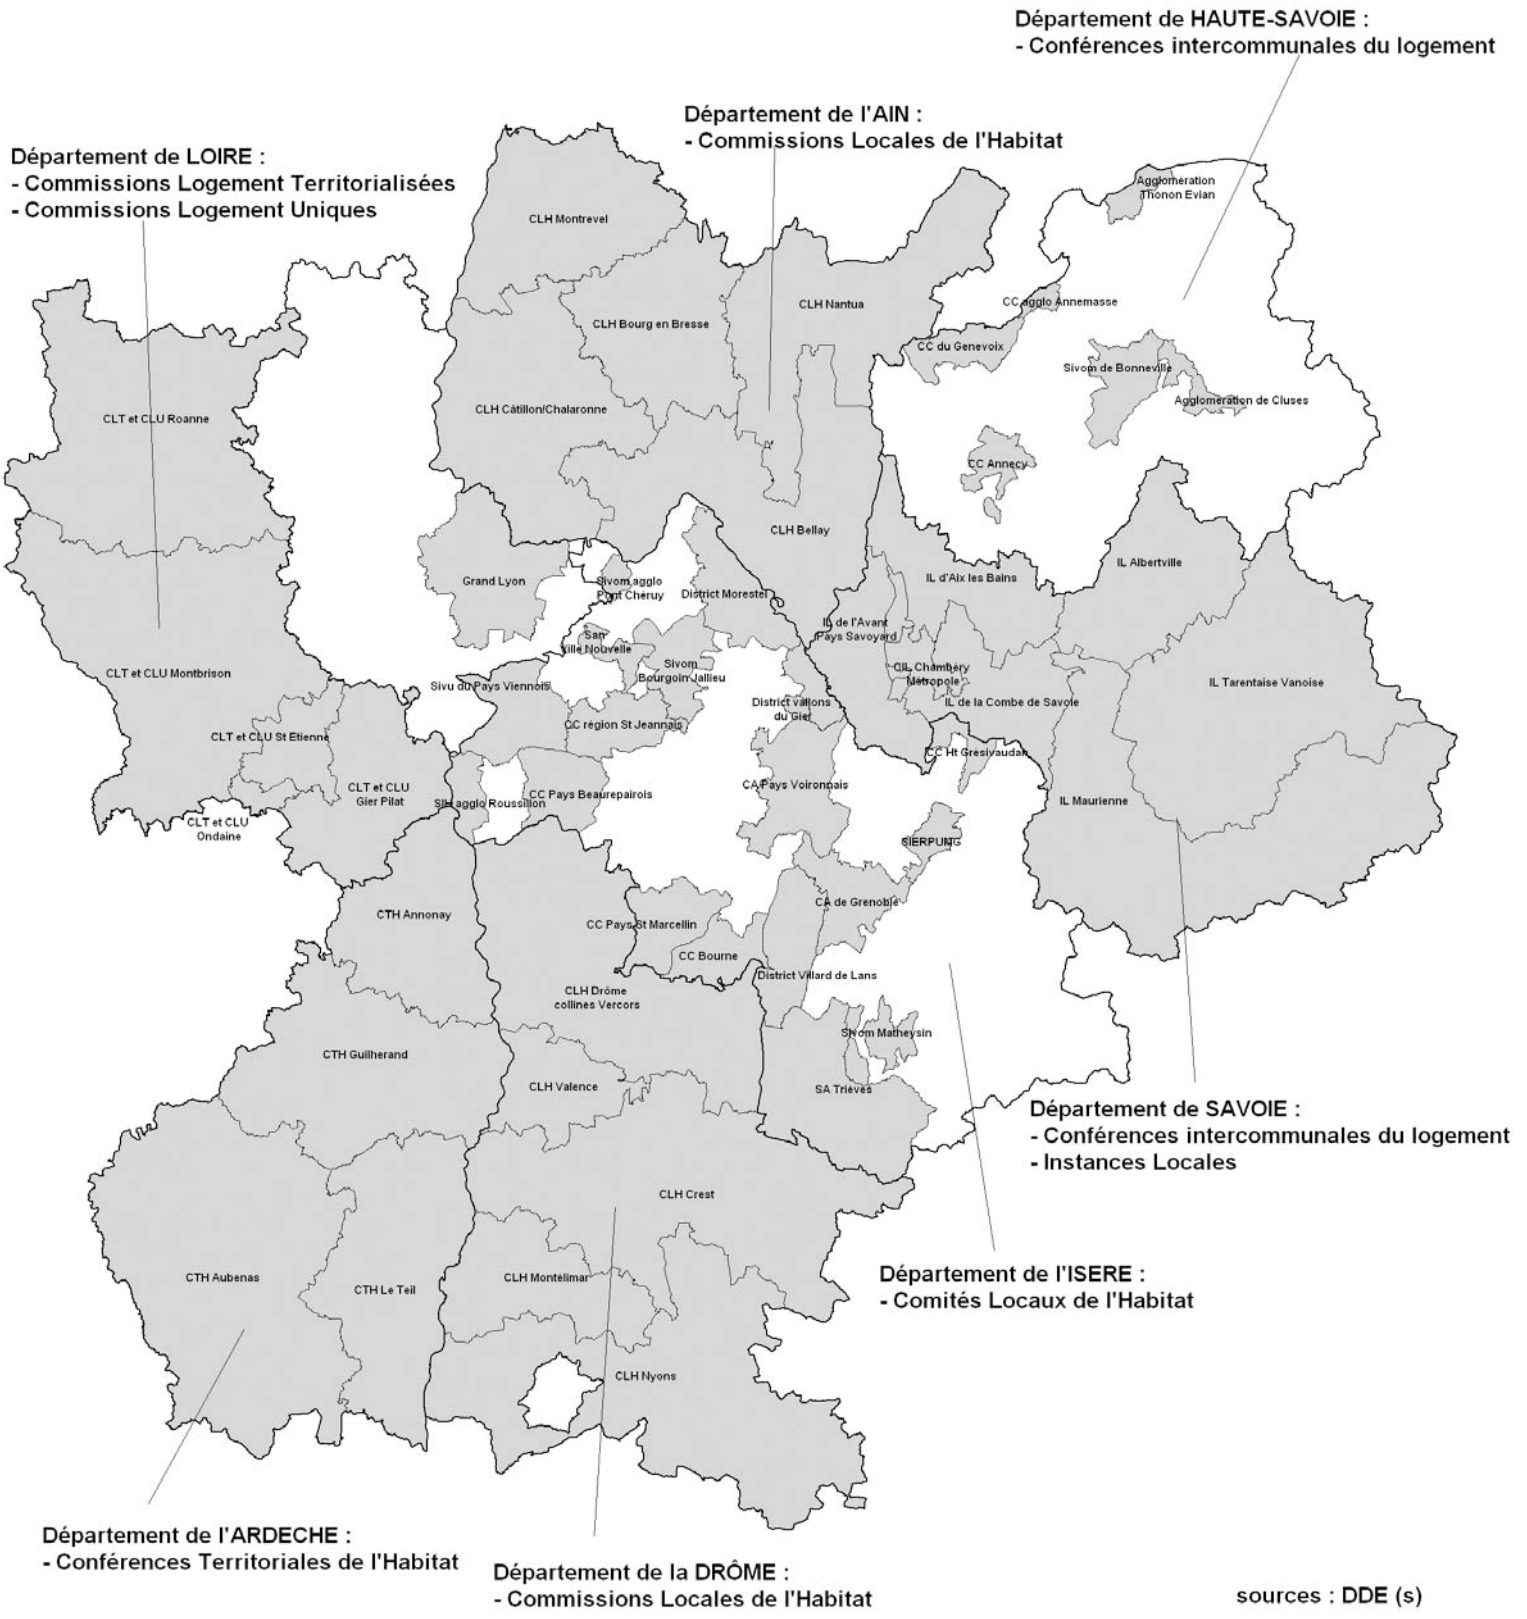 Département de HAUTE-SAVOIE :
- Conférences intercommunales du logement
Département de l'AIN :
- Commissions Locales de l'Habitat
Département de LOIRE :
- Commissions Logement Territorialisées
- Commissions Logement Uniques
Agglomération
Thonon Evian
CLH Montrevel
CC agglo Annemasse
CLH Nantua
CLH Bourg en Bresse
CC du Genevoix
Sivom de Bonneville
Agglomération de Cluses
CLH Câtillon/Chalaronne
CLT et CLU Roanne
CC Annecy
CLH Bellay
IL Albertville
IL d'Aix les Bains
Grand Lyon
Sivom agglo
Pont Cheruy
District Morestel
IL de l'Avant
Pays Savoyard
San
Ville Nouvelle
Sivom
Bourgoin Jallieu
CIL Chambéry
Métropole
CLT et CLU Montbrison
Sivu du Pays Viennois
IL Tarentaise Vanoise
District vallons
du Gier
IL de la Combe de Savoie
CC région St Jeannais
CLT et CLU St Etienne
CC Ht Grésivaudan
CLT et CLU
Gier Pilat
SIH agglo Roussillon
CC Pays Beaurepairois
CA Pays Voironnais
IL Maurienne
CLT et CLU
Ondaine
SIERPUMG
CA de Grenoble
CTH Annonay
CC Pays St Marcellin
CC Bourne
District Villard de Lans
CLH Drôme
collines Vercors
Sivom Matheysin
CTH Guilherand
CLH Valence
SA Trièves
Département de SAVOIE :
- Conférences intercommunales du logement
- Instances Locales
CLH Crest
CTH Aubenas
CTH Le Teil
CLH Montélimar
Département de l'ISERE :
- Comités Locaux de l'Habitat
CLH Nyons
Département de l'ARDECHE :
- Conférences Territoriales de l'Habitat
Département de la DRÔME :
- Commissions Locales de l'Habitat
sources : DDE (s)